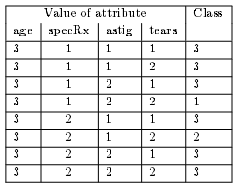 Value of attribute Class
age specRx astig tears
3 1 1 1 3
3 1 1 2 3
3 1 2 1 3
3 1 2 2 1
3 2 1 1 3
3 2 1 2 2
3 2 2 1 3
3 2 2 2 3